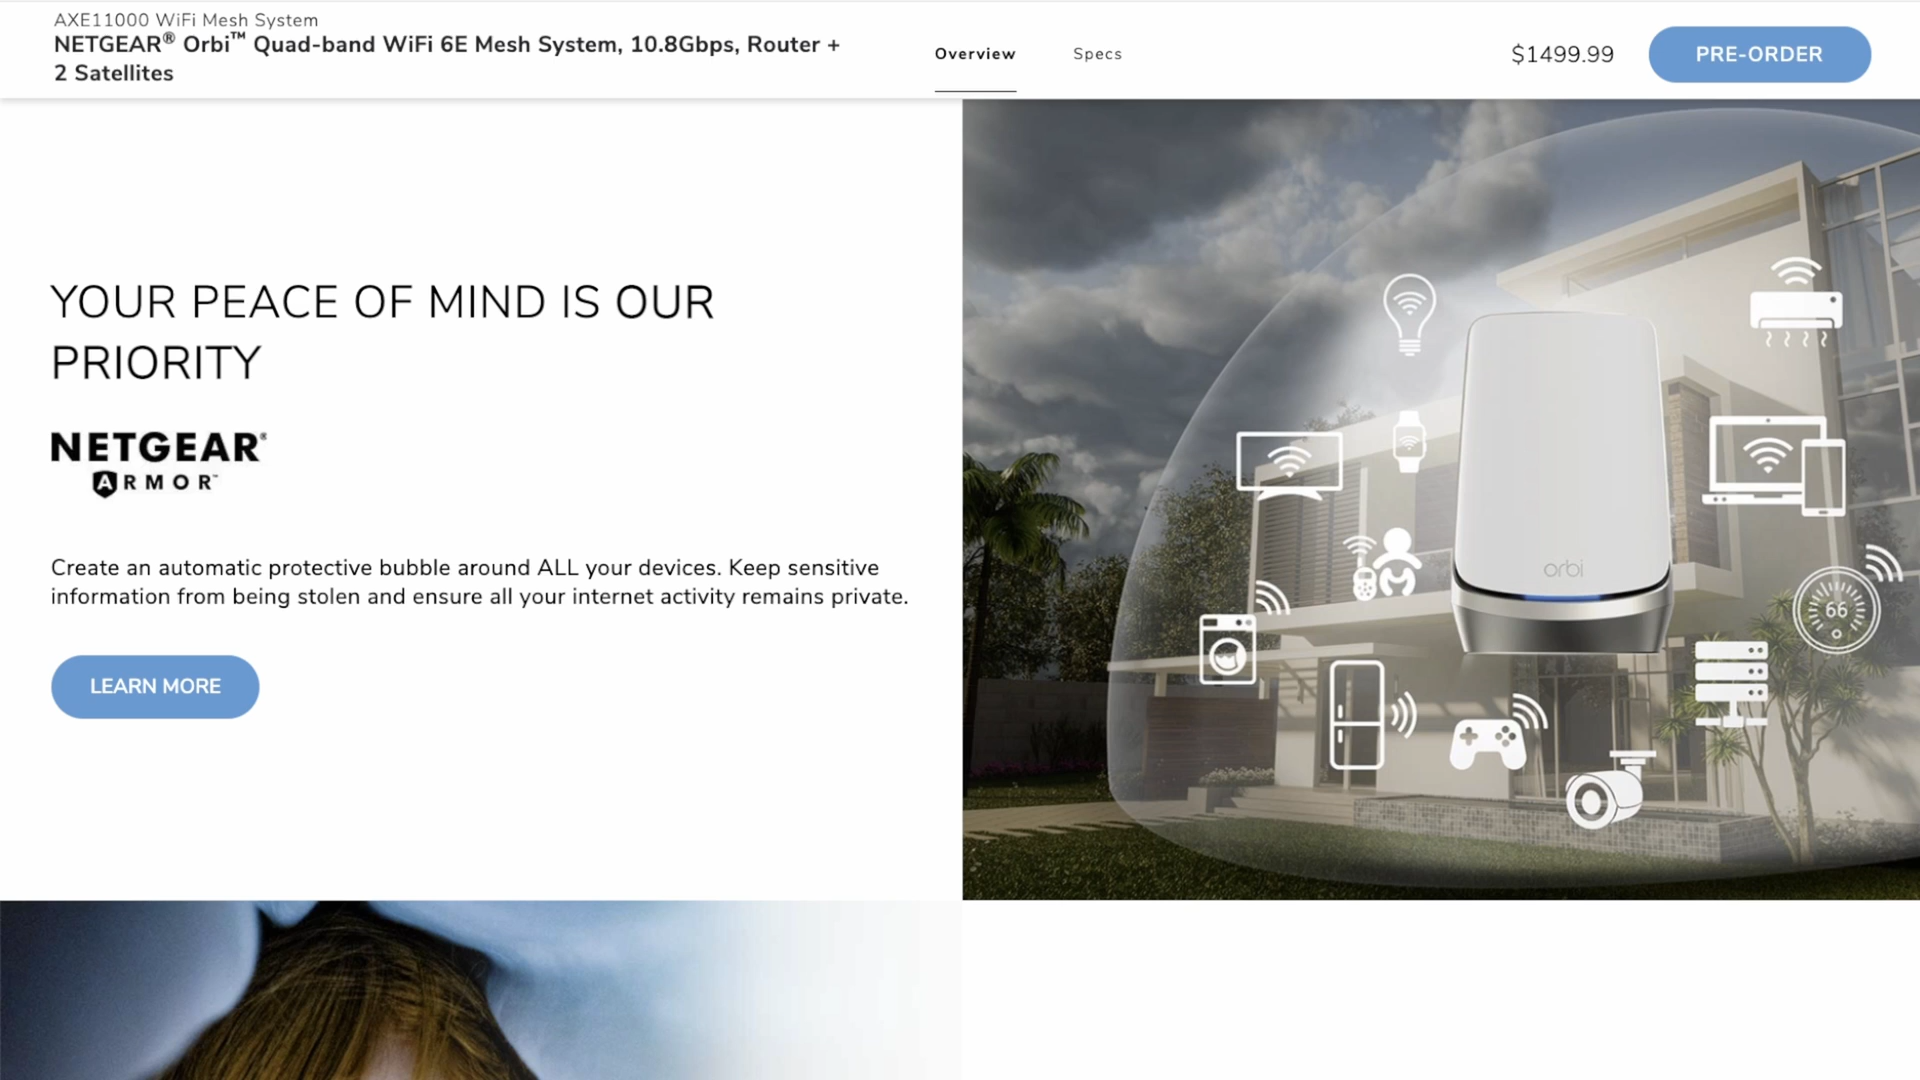 AXE11000 WiFi Mesh System
NETGEAR® Orbi™ Quad-band WiFi 6E Mesh System, 10.8Gbps, Router +
2 Satellites
Overview
Specs
$1499.99
PRE-ORDER
YOUR PEACE OF MIND IS OUR
PRIORITY
NETGEAR®
ARMOR™
Create an automatic protective bubble around ALL your devices. Keep sensitive
information from being stolen and ensure all your internet activity remains private.
LEARN MORE
orbi
66